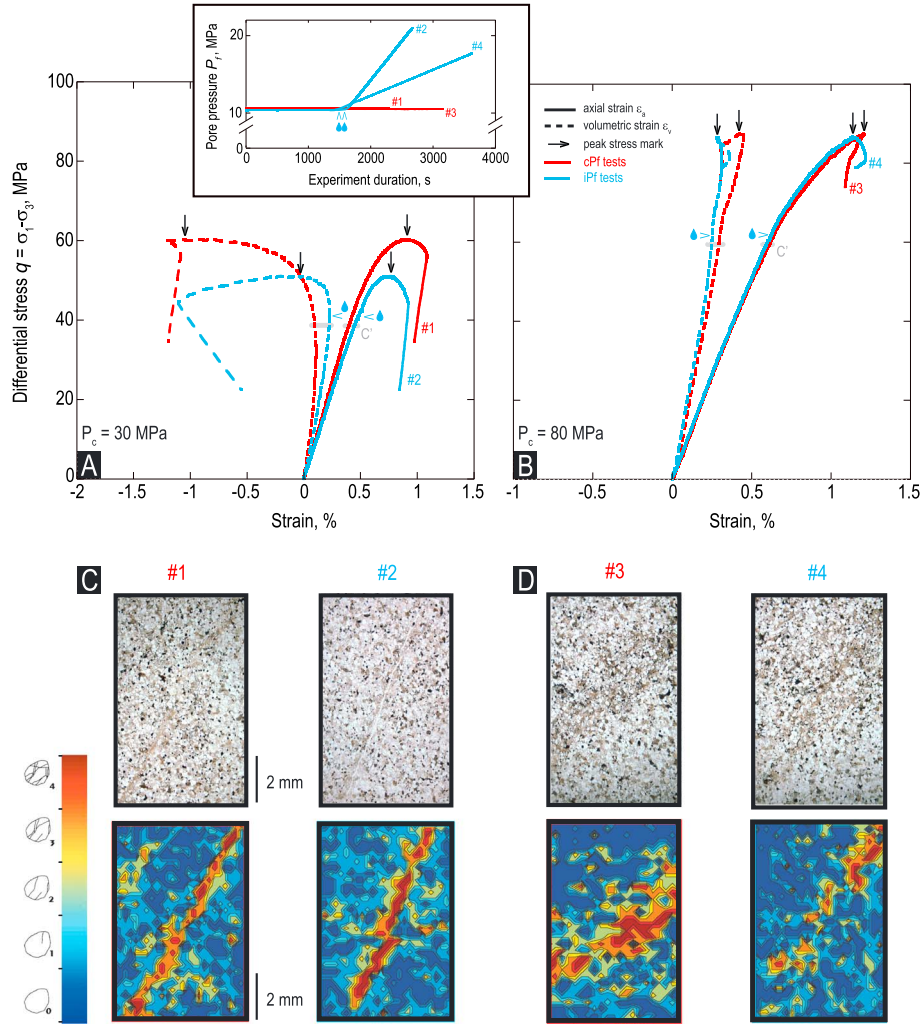 20
10
0
Pore pressure Pf, MPa
#2
#4
#1
#3
0
1000
2000
3000
4000
Experiment duration, s
100
80
60
40
20
0
Differential stress q = σ1-σ3, MPa
#1
#2
C'
Pc = 30 MPa
A
-2
-1.5
-1
-0.5
0
0.5
1
1.5
Strain, %
axial strain εa
volumetric strain εv
peak stress mark
cPf tests
iPf tests
#4
#3
C'
Pc = 80 MPa
B
-1
-0.5
0
0.5
1
1.5
Strain, %
C
#1
#2
D
#3
#4
2 mm
4
3
2
1
0
2 mm